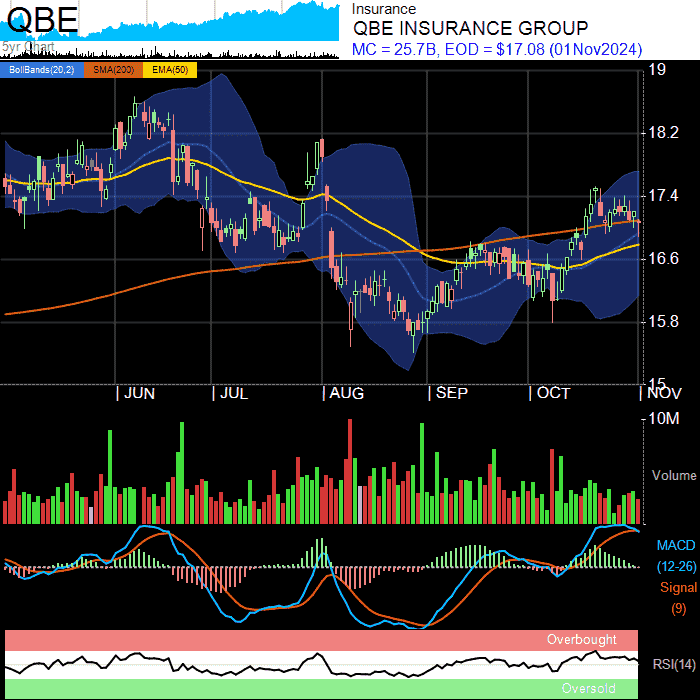 QBE
5yr Chart
Insurance
QBE INSURANCE GROUP
MC = 25.7B, EOD = $17.08 (01Nov2024)
BollBands(20,2) SMA(200) EMA(50)
19
18.2
17.4
16.6
15.8
15
JUN JUL AUG SEP OCT NOV
10M
Volume
MACD
(12-26)
Signal
(9)
Overbought
RSI(14)
Oversold